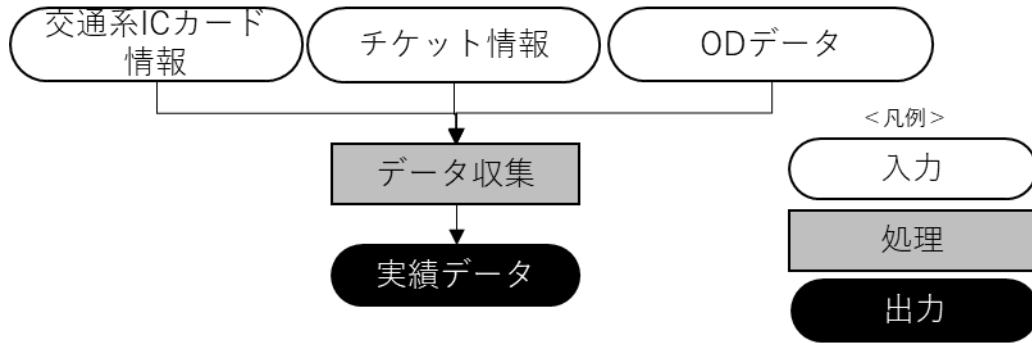 交通系ICカード
情報
チケット情報
ODデータ
データ収集
実績データ
＜凡例＞
入力
処理
出力